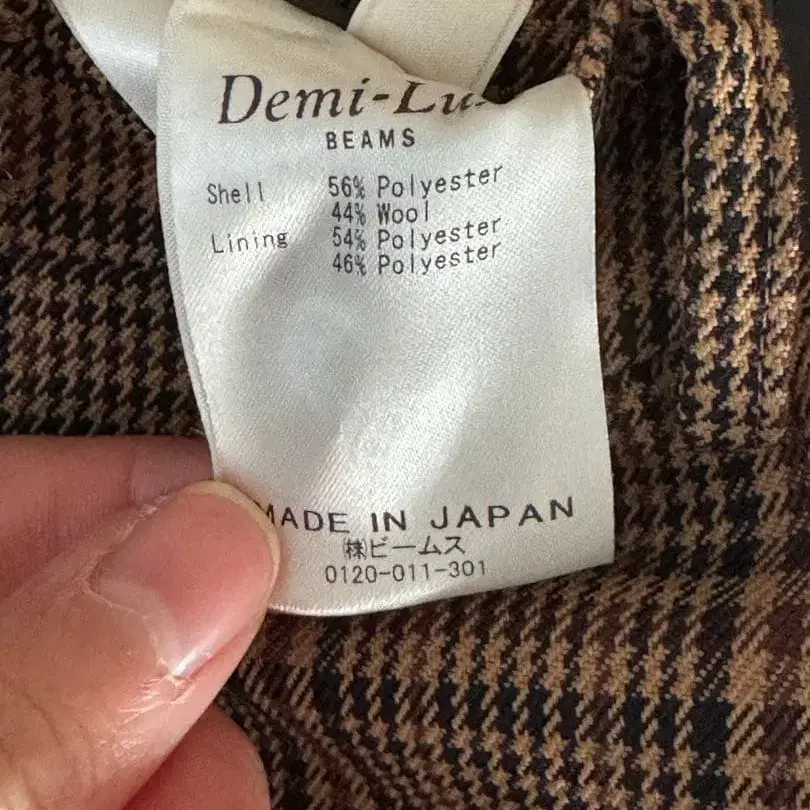 Demi-Lu
BEAMS
Shell 56% Polyester
44% Wool
Lining 54% Polyester
46% Polyester
MADE IN JAPAN
㈱ビームス
0120-011-301